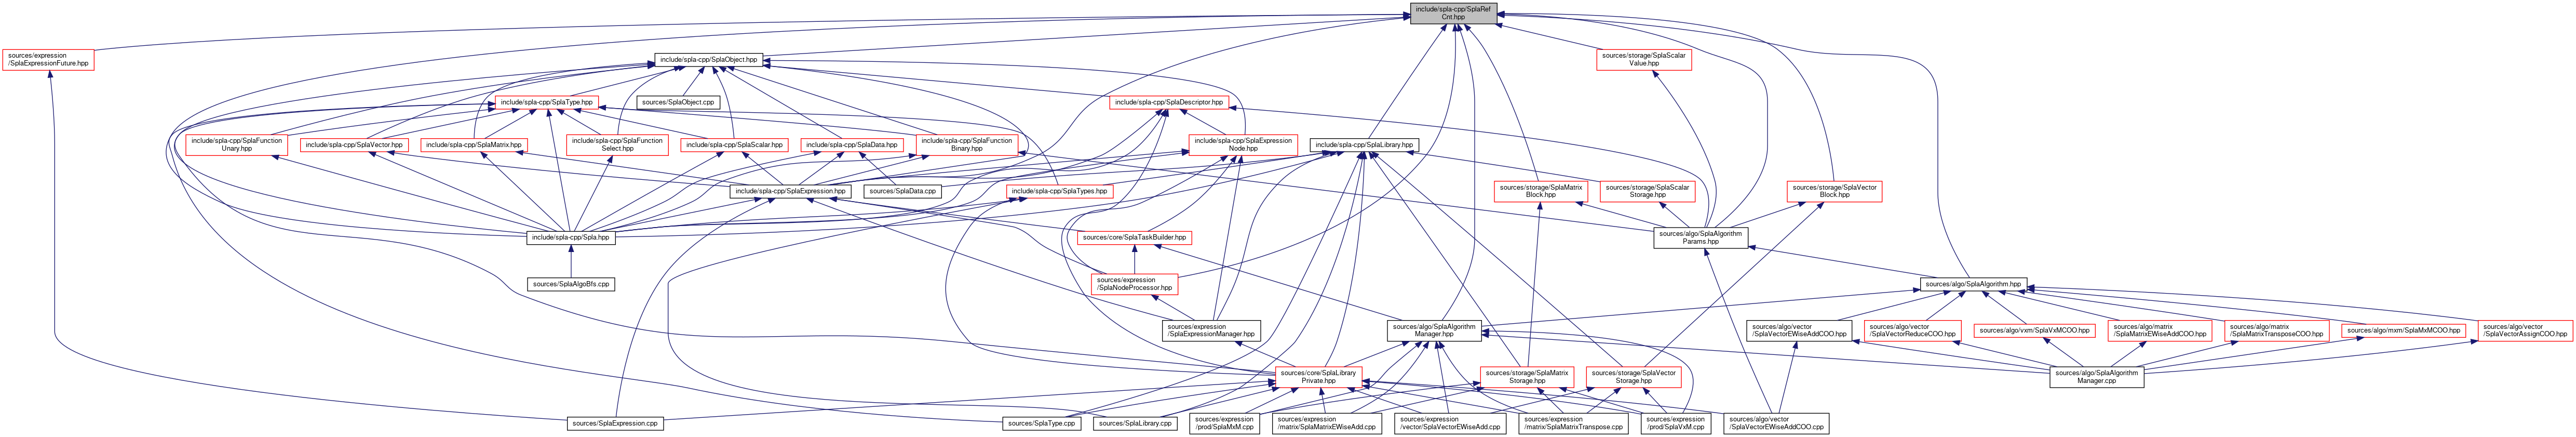 include/spla-cpp/SplaRef
Cnt.hpp
sources/expression
/SplaExpressionFuture.hpp
include/spla-cpp/SplaObject.hpp
sources/storage/SplaScalar
Value.hpp
include/spla-cpp/SplaType.hpp
sources/SplaObject.cpp
include/spla-cpp/SplaDescriptor.hpp
include/spla-cpp/SplaFunction
Unary.hpp
include/spla-cpp/SplaVector.hpp
include/spla-cpp/SplaMatrix.hpp
include/spla-cpp/SplaFunction
Select.hpp
include/spla-cpp/SplaScalar.hpp
include/spla-cpp/SplaData.hpp
include/spla-cpp/SplaFunction
Binary.hpp
include/spla-cpp/SplaExpression
Node.hpp
include/spla-cpp/SplaLibrary.hpp
include/spla-cpp/SplaExpression.hpp
sources/SplaData.cpp
include/spla-cpp/SplaTypes.hpp
sources/storage/SplaMatrix
Block.hpp
sources/storage/SplaScalar
Storage.hpp
sources/storage/SplaVector
Block.hpp
include/spla-cpp/Spla.hpp
sources/core/SplaTaskBuilder.hpp
sources/algo/SplaAlgorithm
Params.hpp
sources/SplaAlgoBfs.cpp
sources/expression
/SplaNodeProcessor.hpp
sources/algo/SplaAlgorithm.hpp
sources/expression
/SplaExpressionManager.hpp
sources/algo/SplaAlgorithm
Manager.hpp
sources/algo/vector
/SplaVectorEWiseAddCOO.hpp
sources/algo/vector
/SplaVectorReduceCOO.hpp
sources/algo/vxm/SplaVxMCOO.hpp
sources/algo/matrix
/SplaMatrixEWiseAddCOO.hpp
sources/algo/matrix
/SplaMatrixTransposeCOO.hpp
sources/algo/mxm/SplaMxMCOO.hpp
sources/algo/vector
/SplaVectorAssignCOO.hpp
sources/core/SplaLibrary
Private.hpp
sources/storage/SplaMatrix
Storage.hpp
sources/storage/SplaVector
Storage.hpp
sources/algo/SplaAlgorithm
Manager.cpp
sources/SplaExpression.cpp
sources/SplaType.cpp
sources/SplaLibrary.cpp
sources/expression
/prod/SplaMxM.cpp
sources/expression
/matrix/SplaMatrixEWiseAdd.cpp
sources/expression
/vector/SplaVectorEWiseAdd.cpp
sources/expression
/matrix/SplaMatrixTranspose.cpp
sources/expression
/prod/SplaVxM.cpp
sources/algo/vector
/SplaVectorEWiseAddCOO.cpp